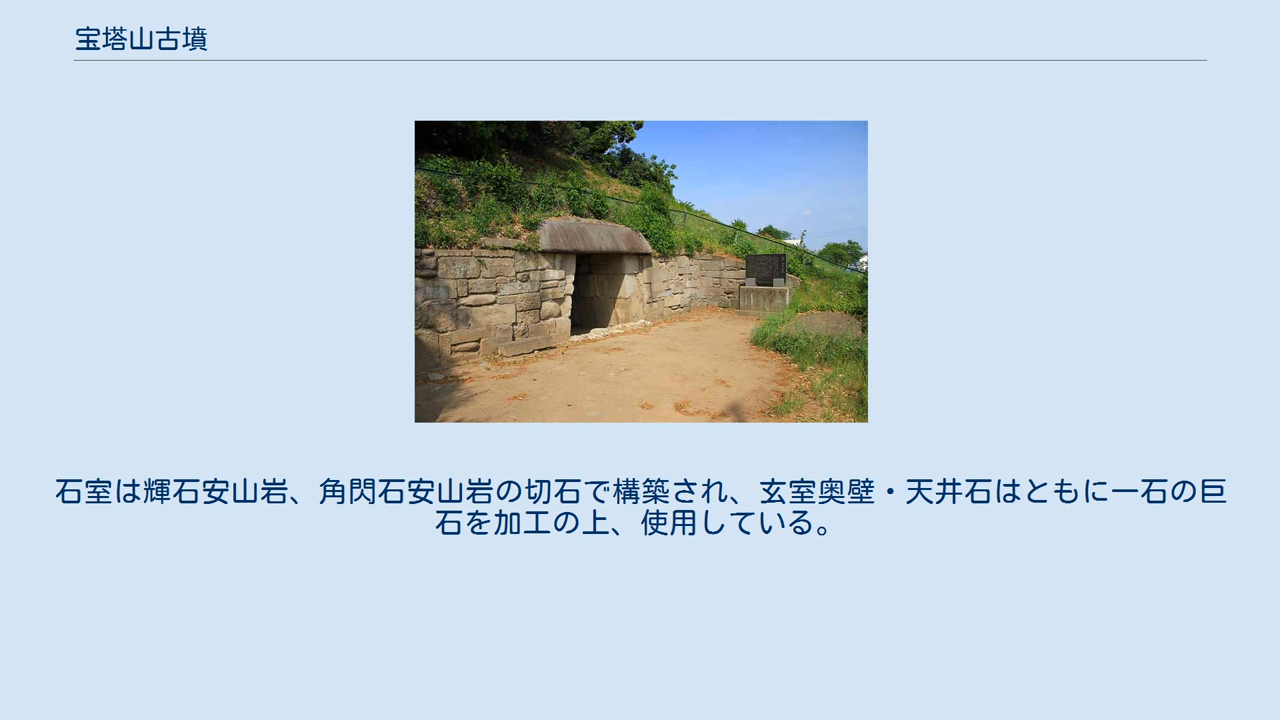 宝塔山古墳
石室は輝石安山岩、角閃石安山岩の切石で構築され、玄室奥壁・天井石はともに一石の巨
石を加工の上、使用している。